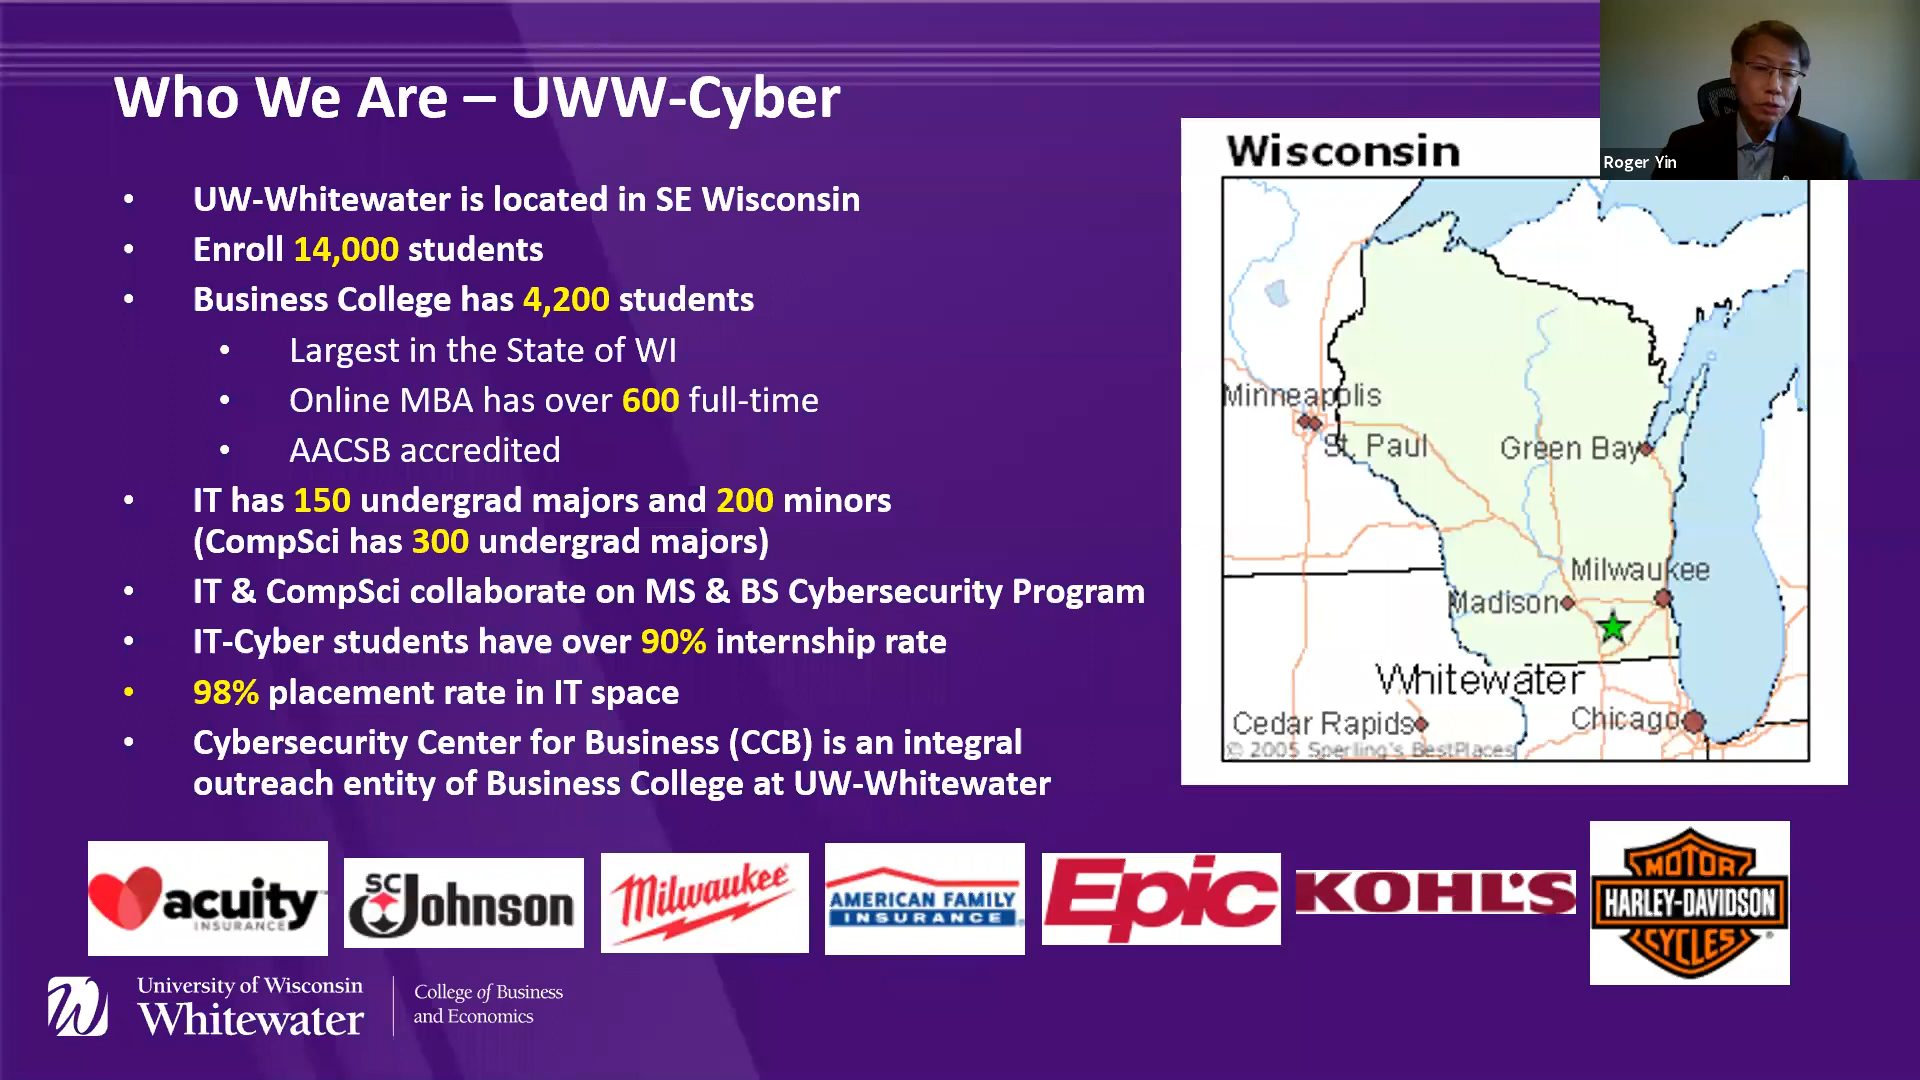 Who We Are – UWW-Cyber
• UW-Whitewater is located in SE Wisconsin
• Enroll 14,000 students
• Business College has 4,200 students
• Largest in the State of WI
• Online MBA has over 600 full-time
• AACSB accredited
• IT has 150 undergrad majors and 200 minors
(CompSci has 300 undergrad majors)
• IT & CompSci collaborate on MS & BS Cybersecurity Program
• IT-Cyber students have over 90% internship rate
• 98% placement rate in IT space
• Cybersecurity Center for Business (CCB) is an integral
outreach entity of Business College at UW-Whitewater
Roger Yin
Wisconsin
Minneapolis
St. Paul
Green Bay
Milwaukee
Madison
Whitewater
Cedar Rapids
Chicago
© 2005 Sperling's BestPlaces
acuity
INSURANCE
SC
Johnson
Milwaukee
AMERICAN FAMILY
INSURANCE
Epic
KOHL'S
MOTOR
HARLEY-DAVIDSON
CYCLES
W
University of Wisconsin
Whitewater
College of Business
and Economics